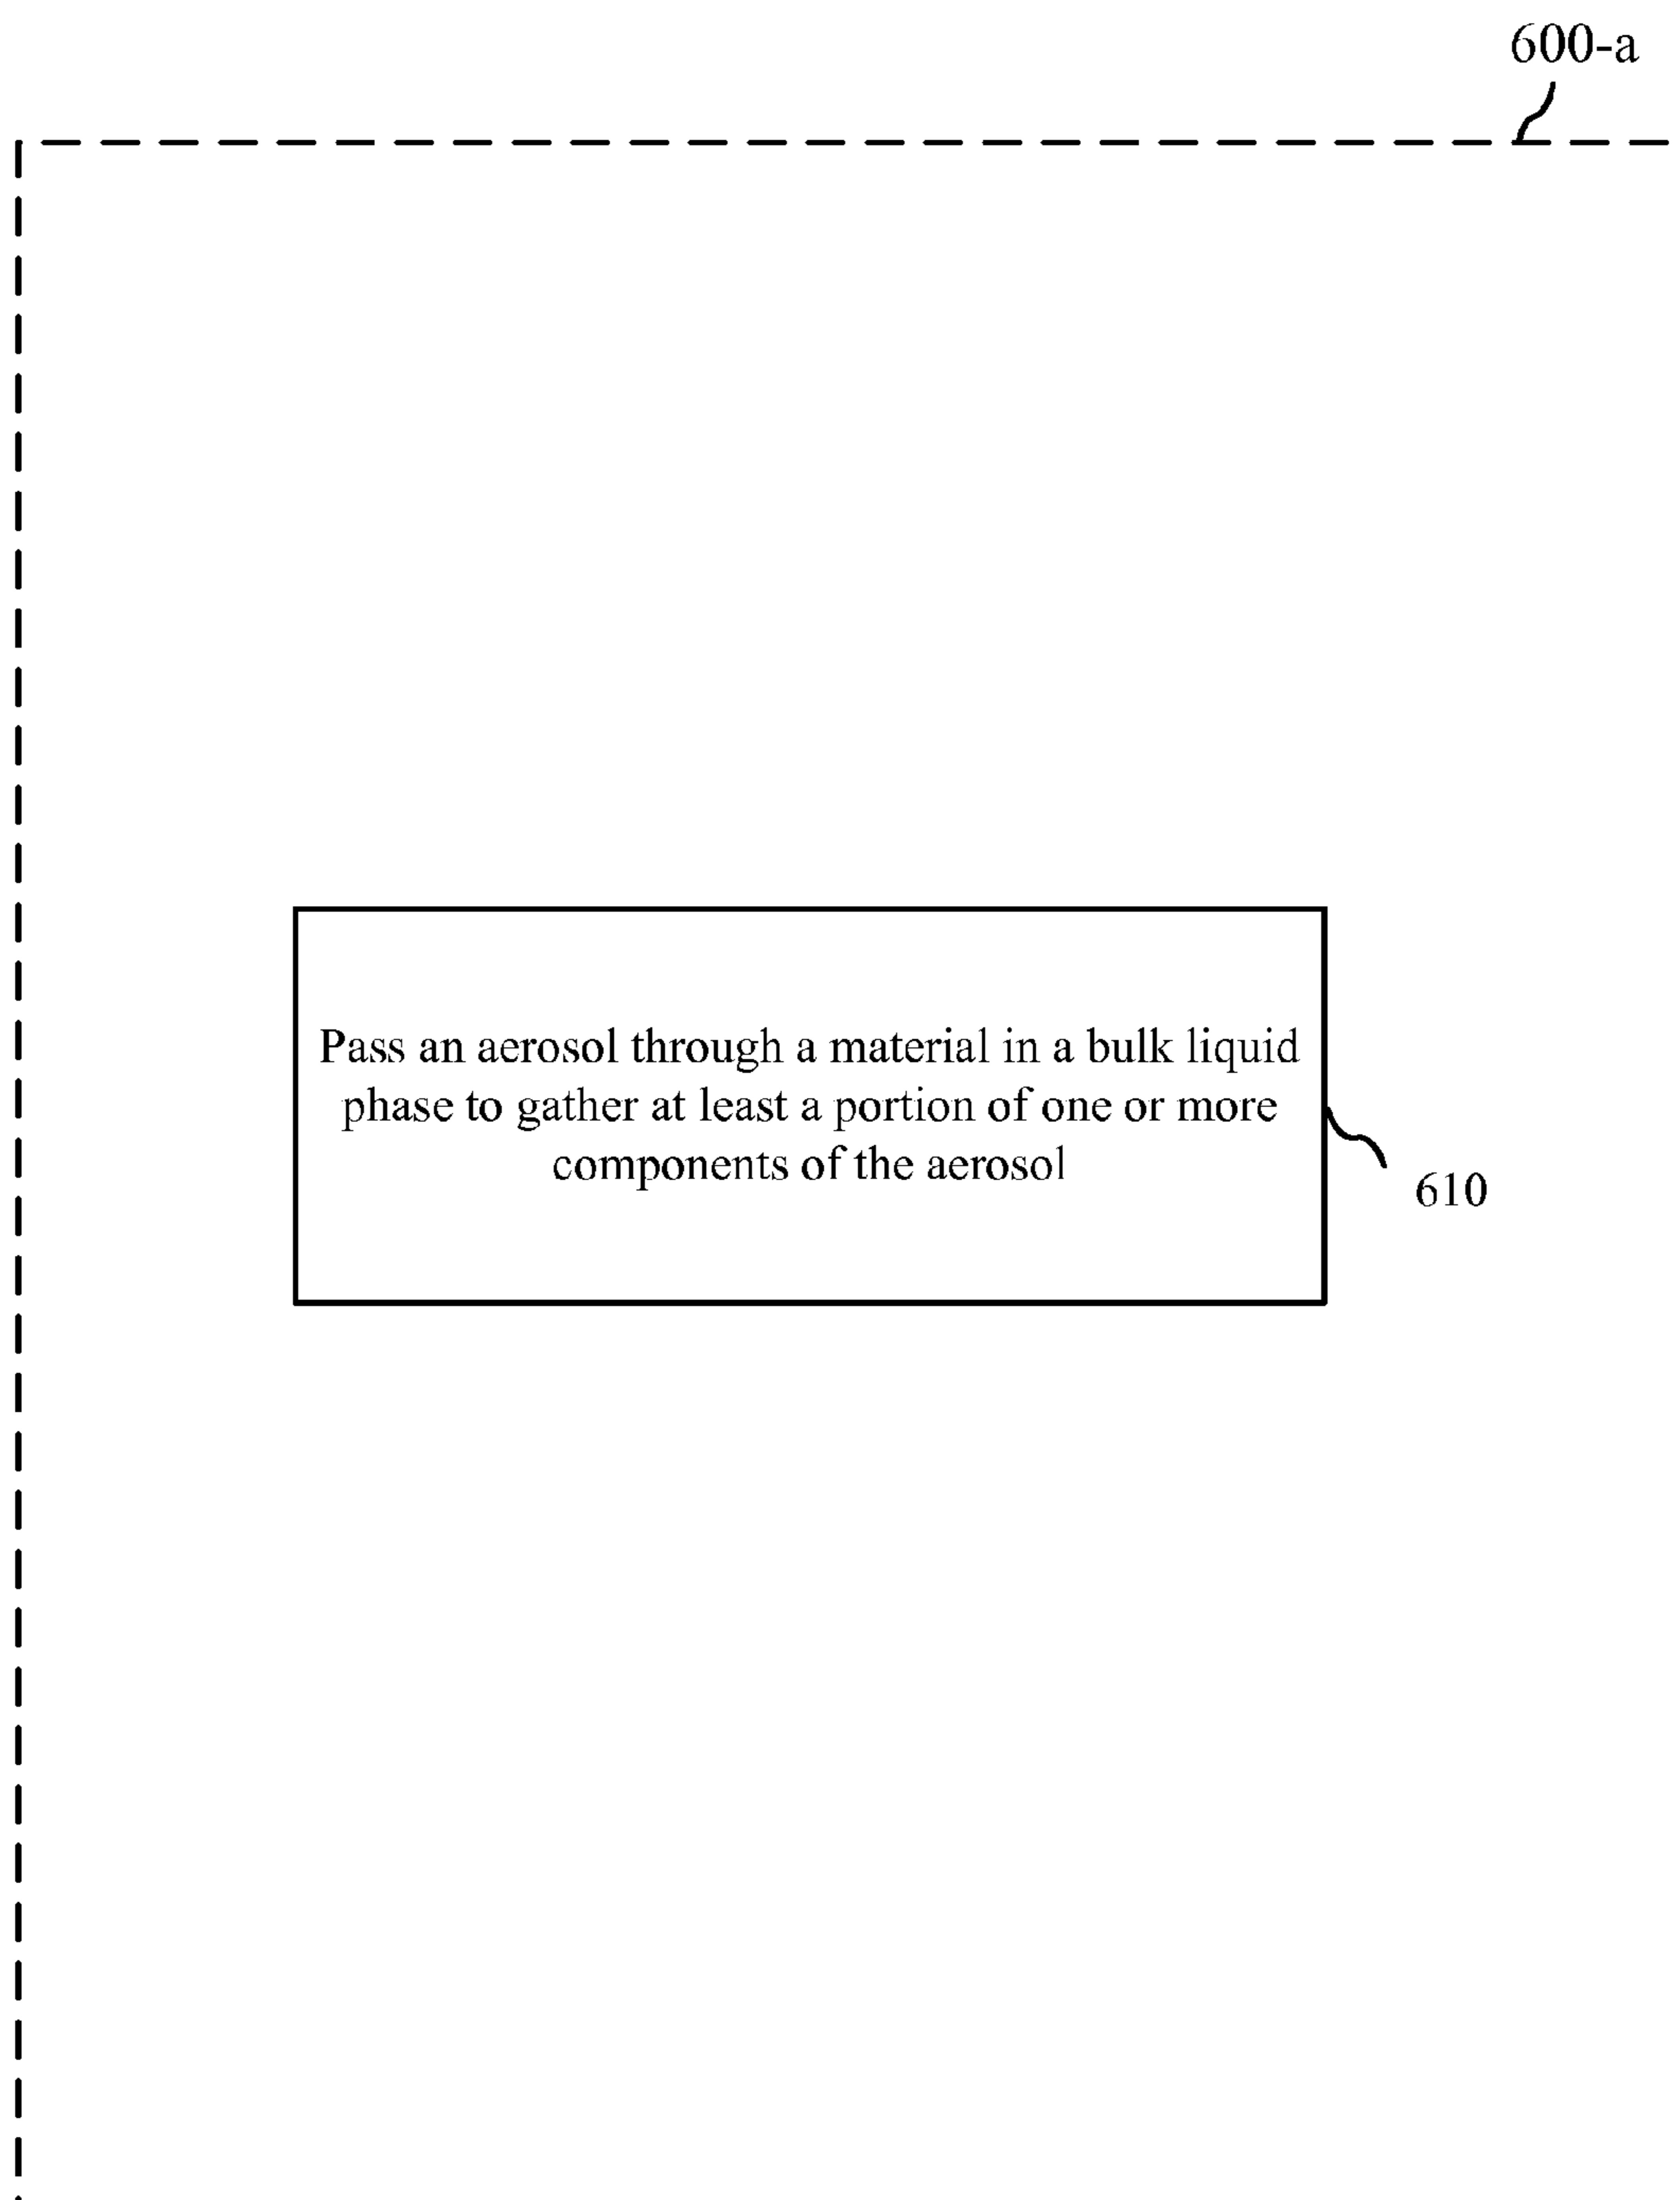 600-a
Pass an aerosol through a material in a bulk liquid
phase to gather at least a portion of one or more
components of the aerosol
610